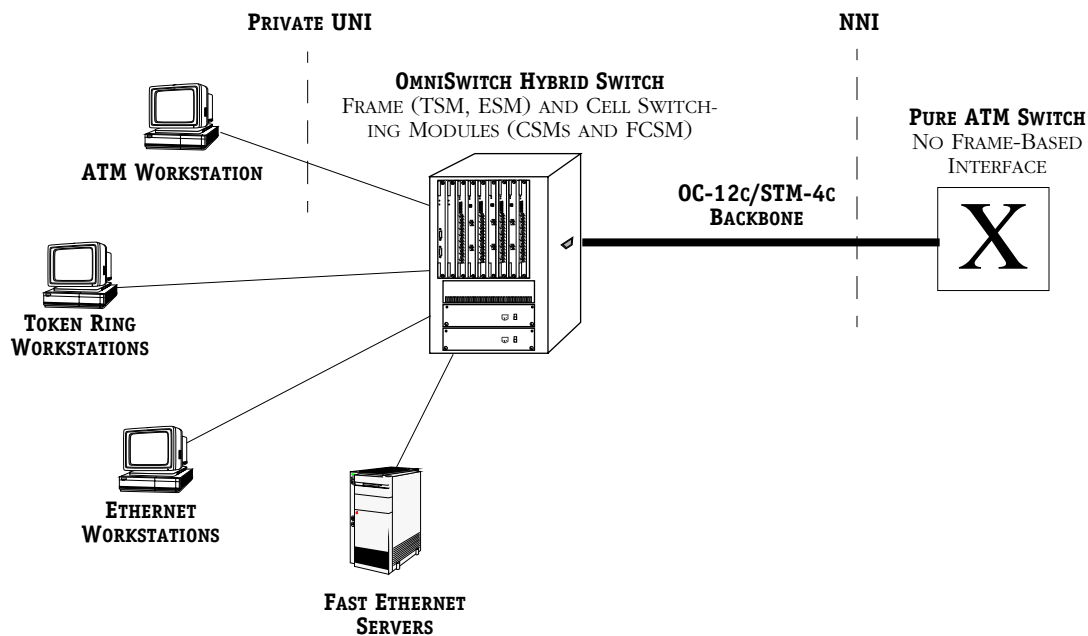 PRIVATE UNI
NNI
OMNISWITCH HYBRID SWITCH
FRAME (TSM, ESM) AND CELL SWITCH-
ING MODULES (CSMS AND FCSM)
PURE ATM SWITCH
NO FRAME-BASED
INTERFACE
ATM WORKSTATION
OC-12C/STM-4C
BACKBONE
X
TOKEN RING
WORKSTATIONS
ETHERNET
WORKSTATIONS
FAST ETHERNET
SERVERS